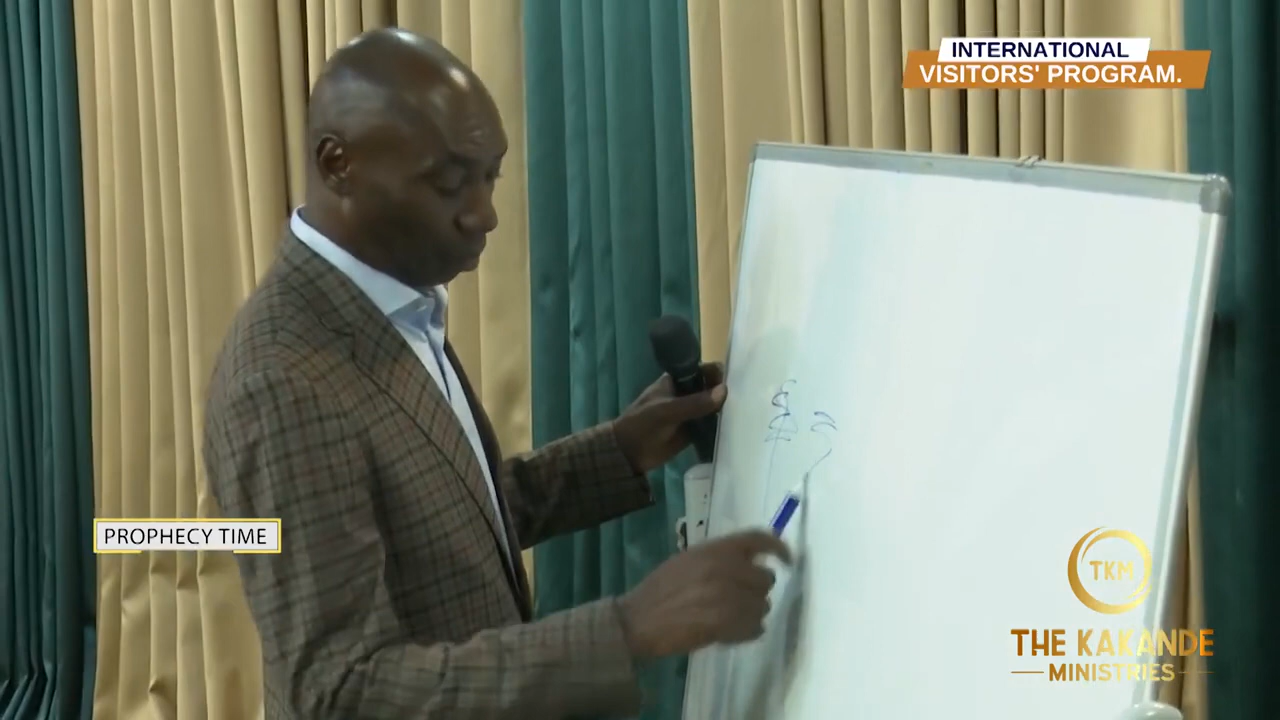 INTERNATIONAL
VISITORS' PROGRAM.
PROPHECY TIME
TKM
THE KAKANDE
MINISTRIES